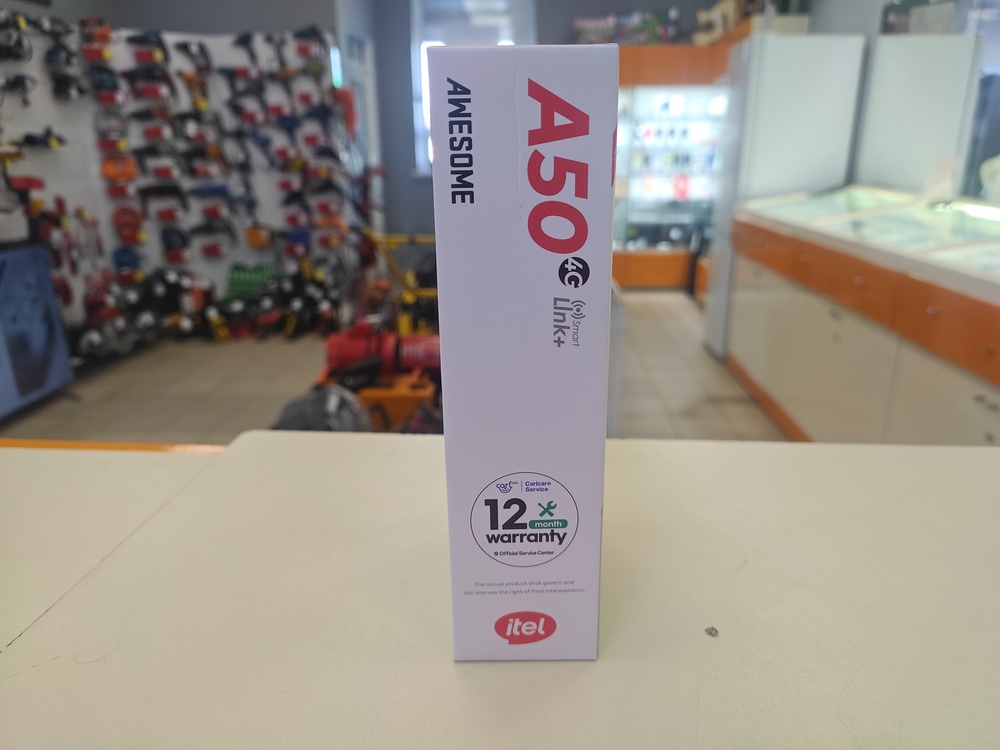 A50 4G
Smart
Link+
AWESOME
carlcare
Carlcare
Service
12
month
warranty
Official Service Center
The actual product shall govern and
itel reserves the right of final interpretation.
itel